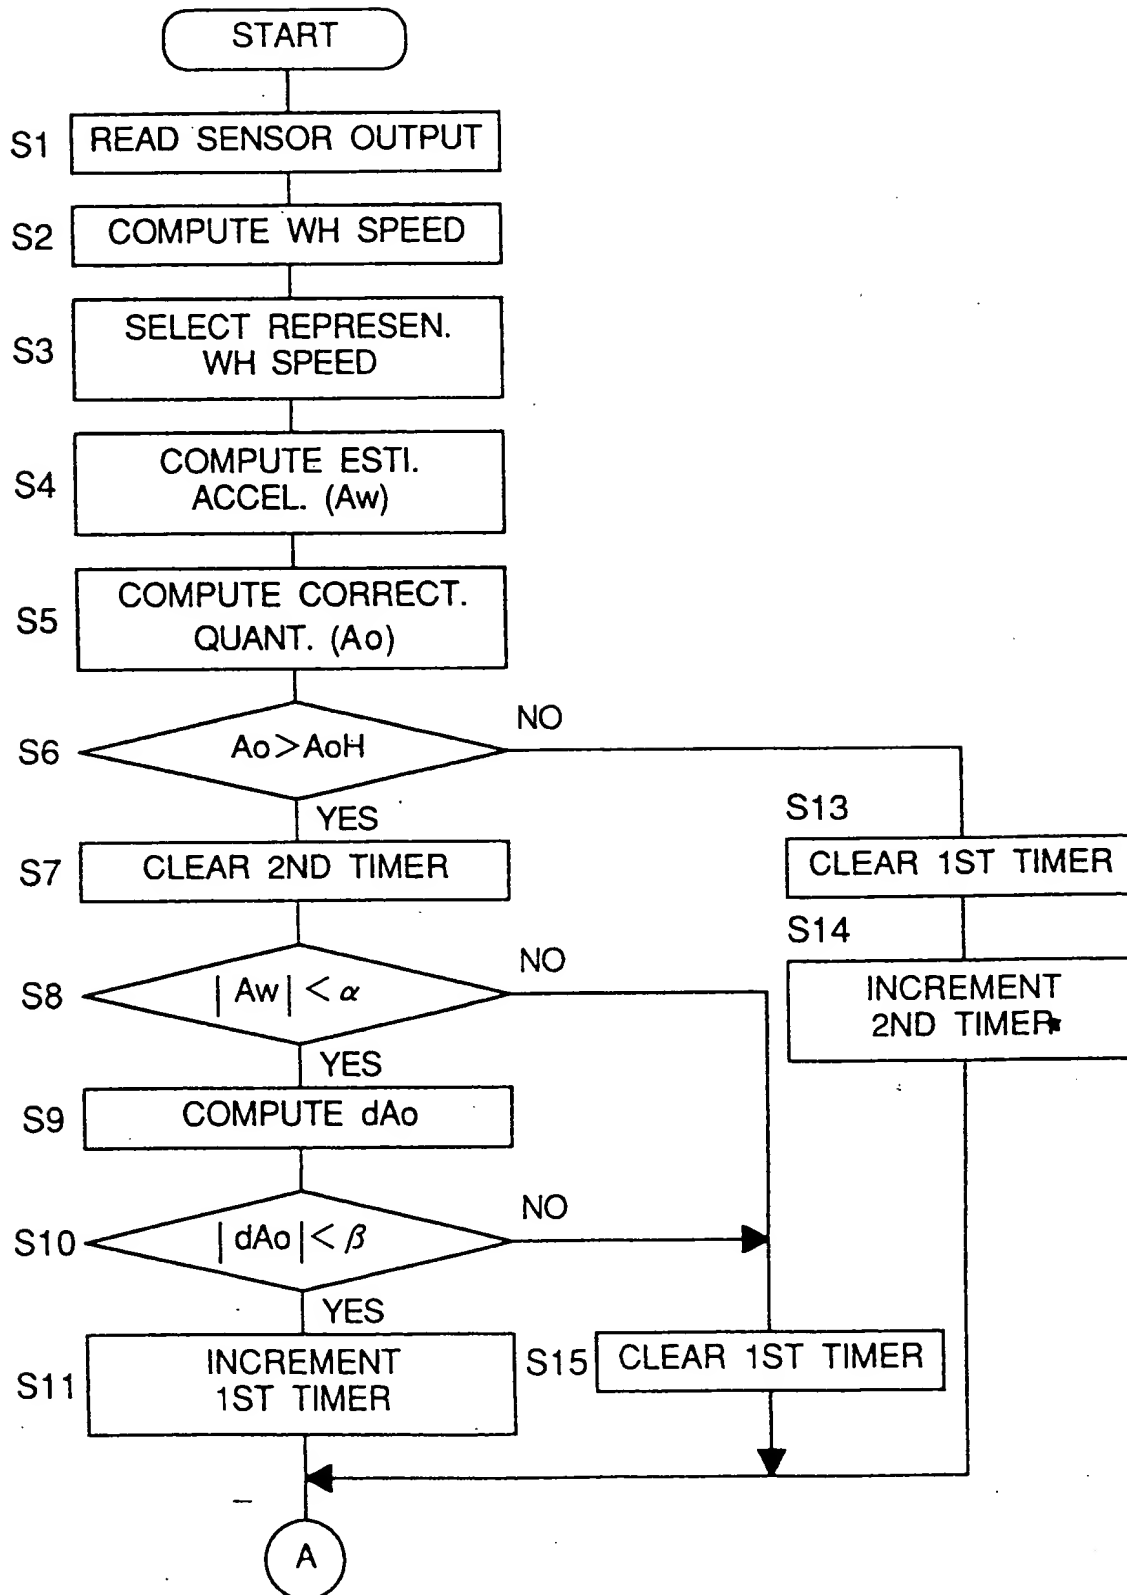 START
S1
READ SENSOR OUTPUT
S2
COMPUTE WH SPEED
S3
SELECT REPRESEN.
WH SPEED
S4
COMPUTE ESTI.
ACCEL. (Aw)
S5
COMPUTE CORRECT.
QUANT. (Ao)
S6
Ao>AoH
NO
YES
S7
CLEAR 2ND TIMER
S13
CLEAR 1ST TIMER
S14
INCREMENT
2ND TIMER
S8
| Aw | < α
NO
YES
S9
COMPUTE dAo
S10
| dAo | < β
NO
YES
S11
INCREMENT
1ST TIMER
S15
CLEAR 1ST TIMER
A